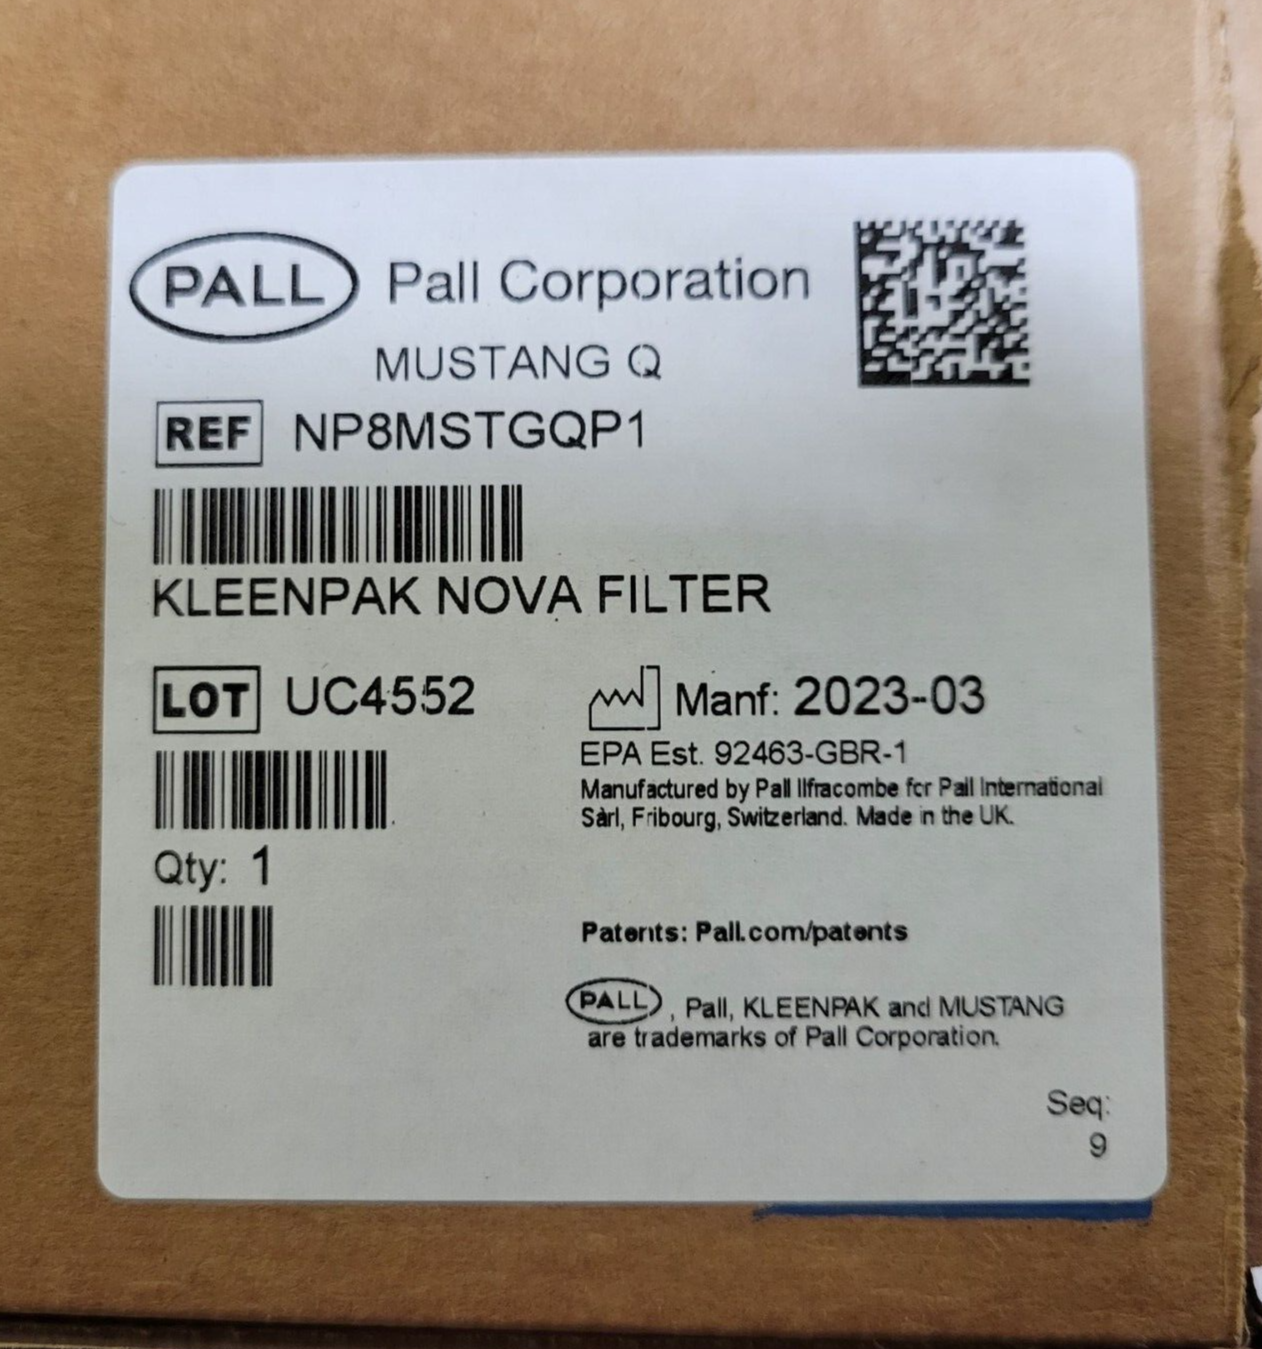 PALL Pall Corporation
MUSTANG Q
REF NP8MSTGQP1
KLEENPAK NOVA FILTER
LOT UC4552
Manf: 2023-03
EPA Est. 92463-GBR-1
Manufactured by Pall Ilfracombe for Pall International
Sàrl, Fribourg, Switzerland. Made in the UK.
Qty: 1
Patents: Pall.com/patents
PALL, Pall, KLEENPAK and MUSTANG
are trademarks of Pall Corporation.
Seq:
9